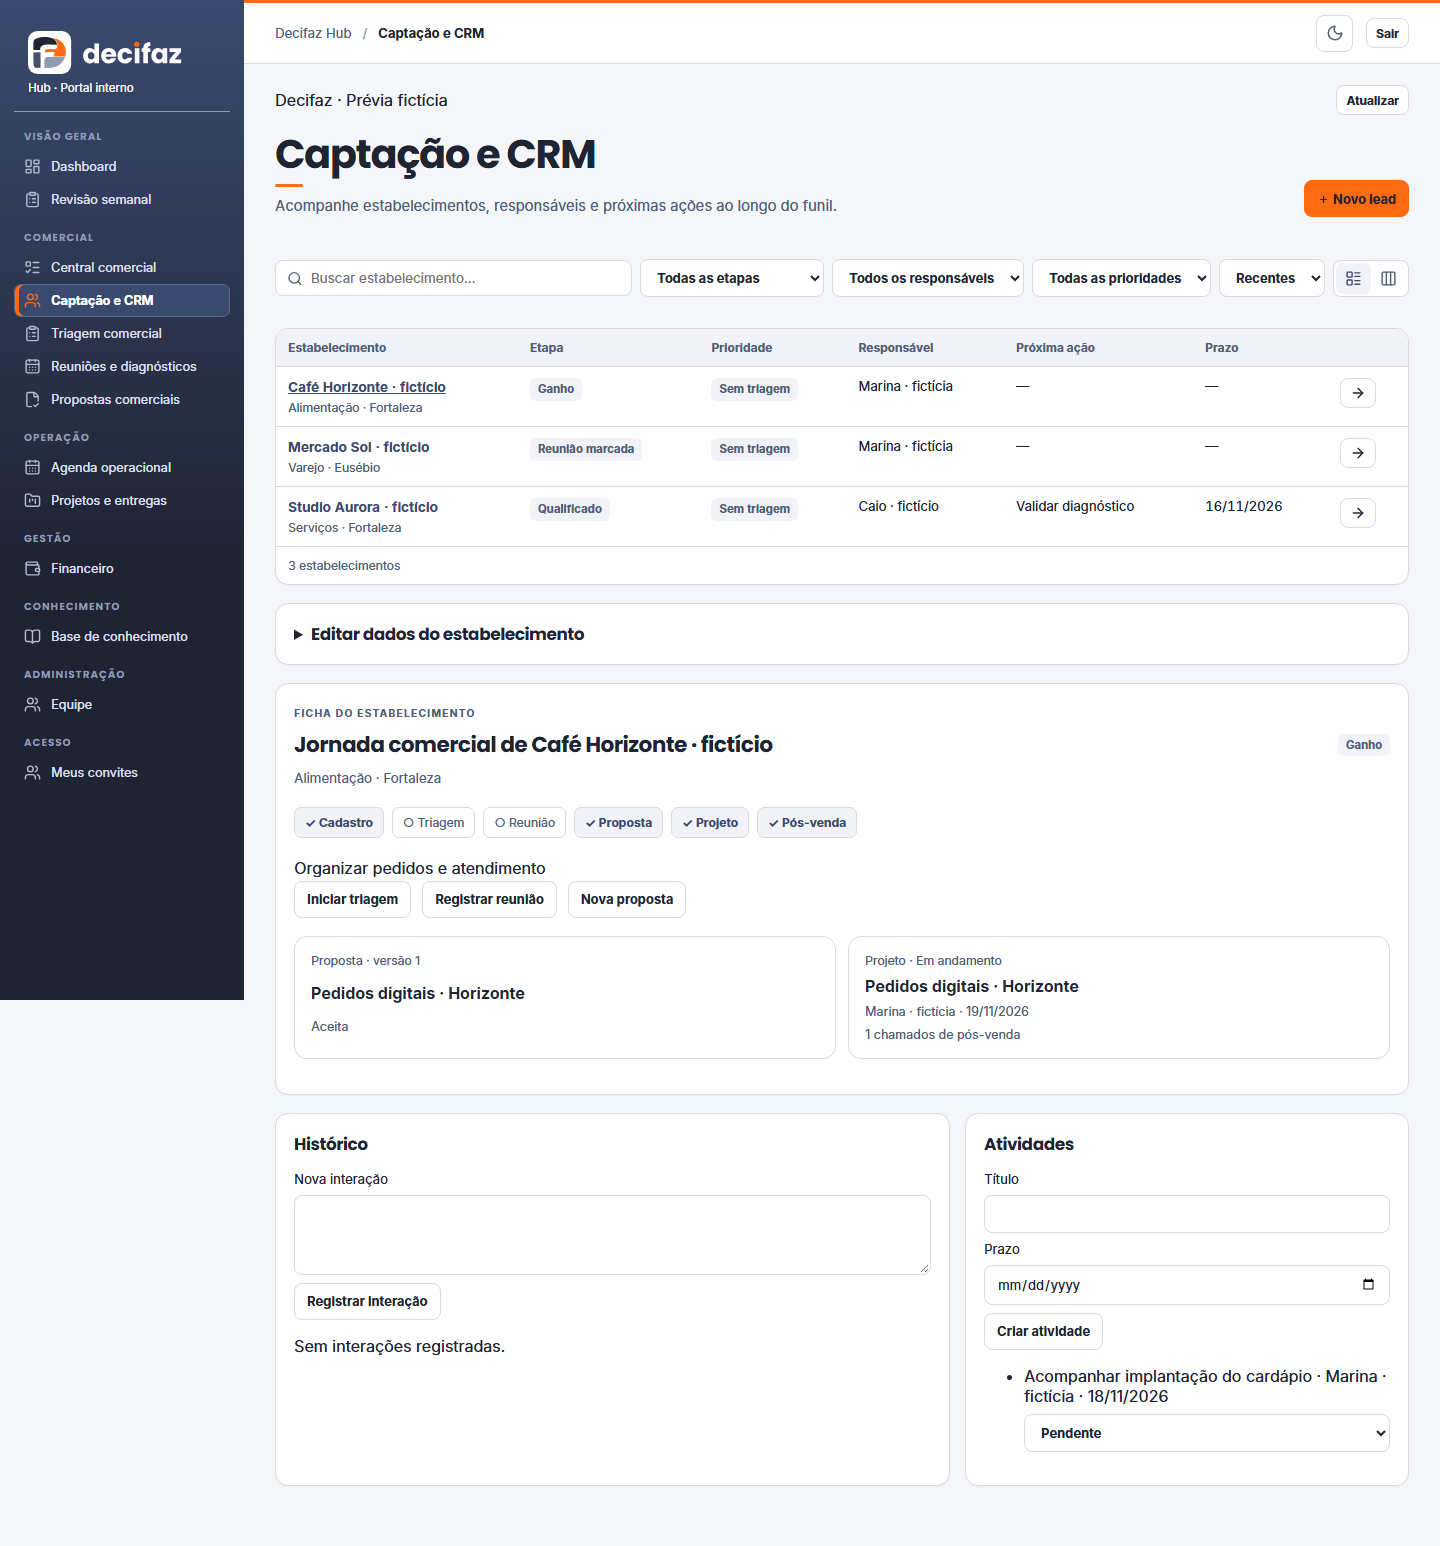 decifaz
Hub · Portal interno
VISÃO GERAL
Dashboard
Revisão semanal
COMERCIAL
Central comercial
Captação e CRM
Triagem comercial
Reuniões e diagnósticos
Propostas comerciais
OPERAÇÃO
Agenda operacional
Projetos e entregas
GESTÃO
Financeiro
CONHECIMENTO
Base de conhecimento
ADMINISTRAÇÃO
Equipe
ACESSO
Meus convites
Decifaz Hub / Captação e CRM
Sair
Decifaz · Prévia fictícia
Atualizar
Captação e CRM
Acompanhe estabelecimentos, responsáveis e próximas ações ao longo do funil.
+ Novo lead
Buscar estabelecimento...
Todas as etapas
Todos os responsáveis
Todas as prioridades
Recentes
Estabelecimento Etapa Prioridade Responsável Próxima ação Prazo
Café Horizonte · fictício Ganho Sem triagem Marina · fictícia — — →
Alimentação · Fortaleza
Mercado Sol · fictício Reunião marcada Sem triagem Marina · fictícia — — →
Varejo · Eusébio
Studio Aurora · fictício Qualificado Sem triagem Caio · fictício Validar diagnóstico 16/11/2026 →
Serviços · Fortaleza
3 estabelecimentos
▶ Editar dados do estabelecimento
FICHA DO ESTABELECIMENTO
Jornada comercial de Café Horizonte · fictício
Ganho
Alimentação · Fortaleza
✓ Cadastro ○ Triagem ○ Reunião ✓ Proposta ✓ Projeto ✓ Pós-venda
Organizar pedidos e atendimento
Iniciar triagem Registrar reunião Nova proposta
Proposta · versão 1
Pedidos digitais · Horizonte
Aceita
Projeto · Em andamento
Pedidos digitais · Horizonte
Marina · fictícia · 19/11/2026
1 chamados de pós-venda
Histórico
Nova interação
Registrar interação
Sem interações registradas.
Atividades
Título
Prazo
mm/dd/yyyy
Criar atividade
• Acompanhar implantação do cardápio · Marina ·
fictícia · 18/11/2026
Pendente